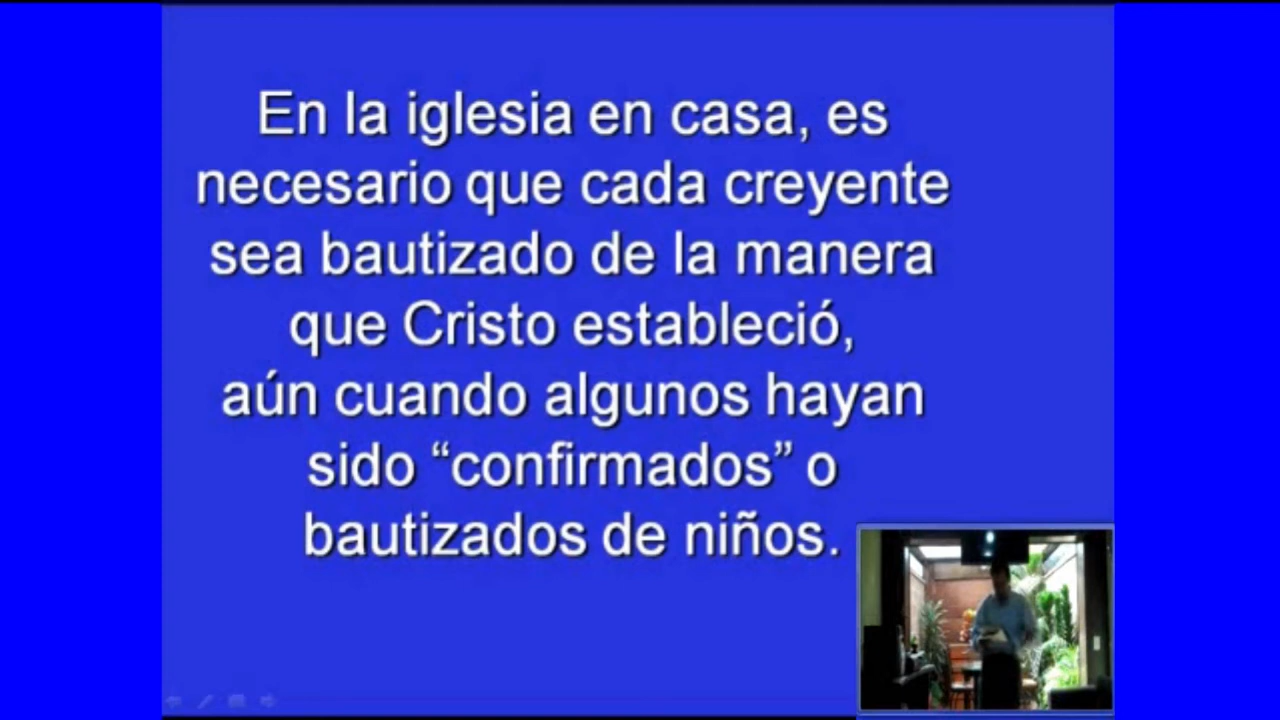 En la iglesia en casa, es
necesario que cada creyente
sea bautizado de la manera
que Cristo estableció,
aún cuando algunos hayan
sido “confirmados” o
bautizados de niños.